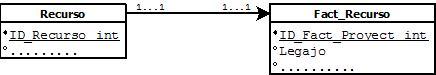 Recurso
1...1
1...1
Fact_Recurso
ID_Recurso int
..........
ID_Fact_Proyect int
Legajo
..........